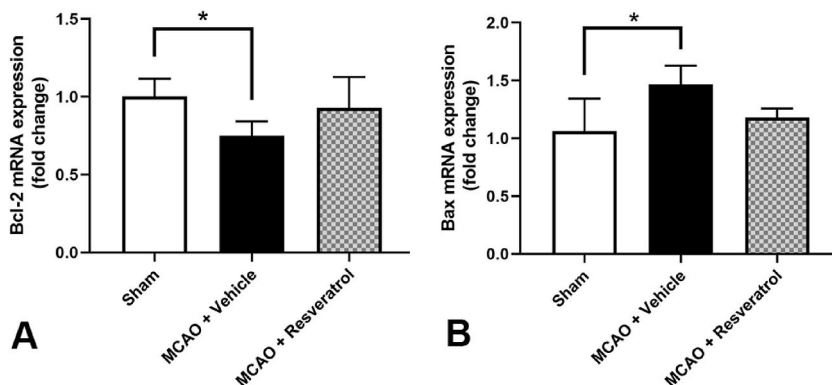 Bcl-2 mRNA expression
(fold change)
1.5
1.0
0.5
0.0
*
Sham
MCAO + Vehicle
MCAO + Resveratrol
A
Bax mRNA expression
(fold change)
2.0
1.5
1.0
0.5
0.0
*
Sham
MCAO + Vehicle
MCAO + Resveratrol
B